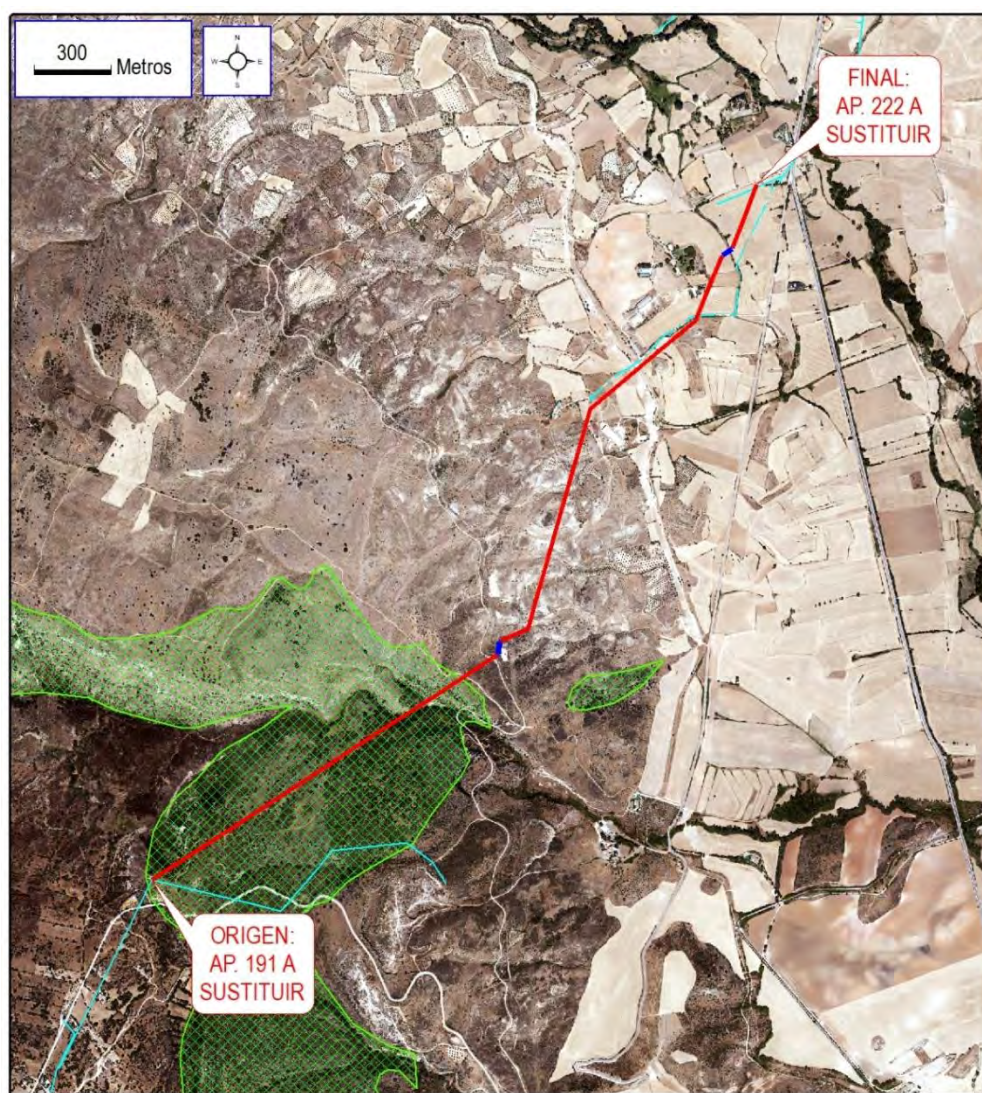 300
Metros
N
W E
S
FINAL:
AP. 222 A
SUSTITUIR
ORIGEN:
AP. 191 A
SUSTITUIR